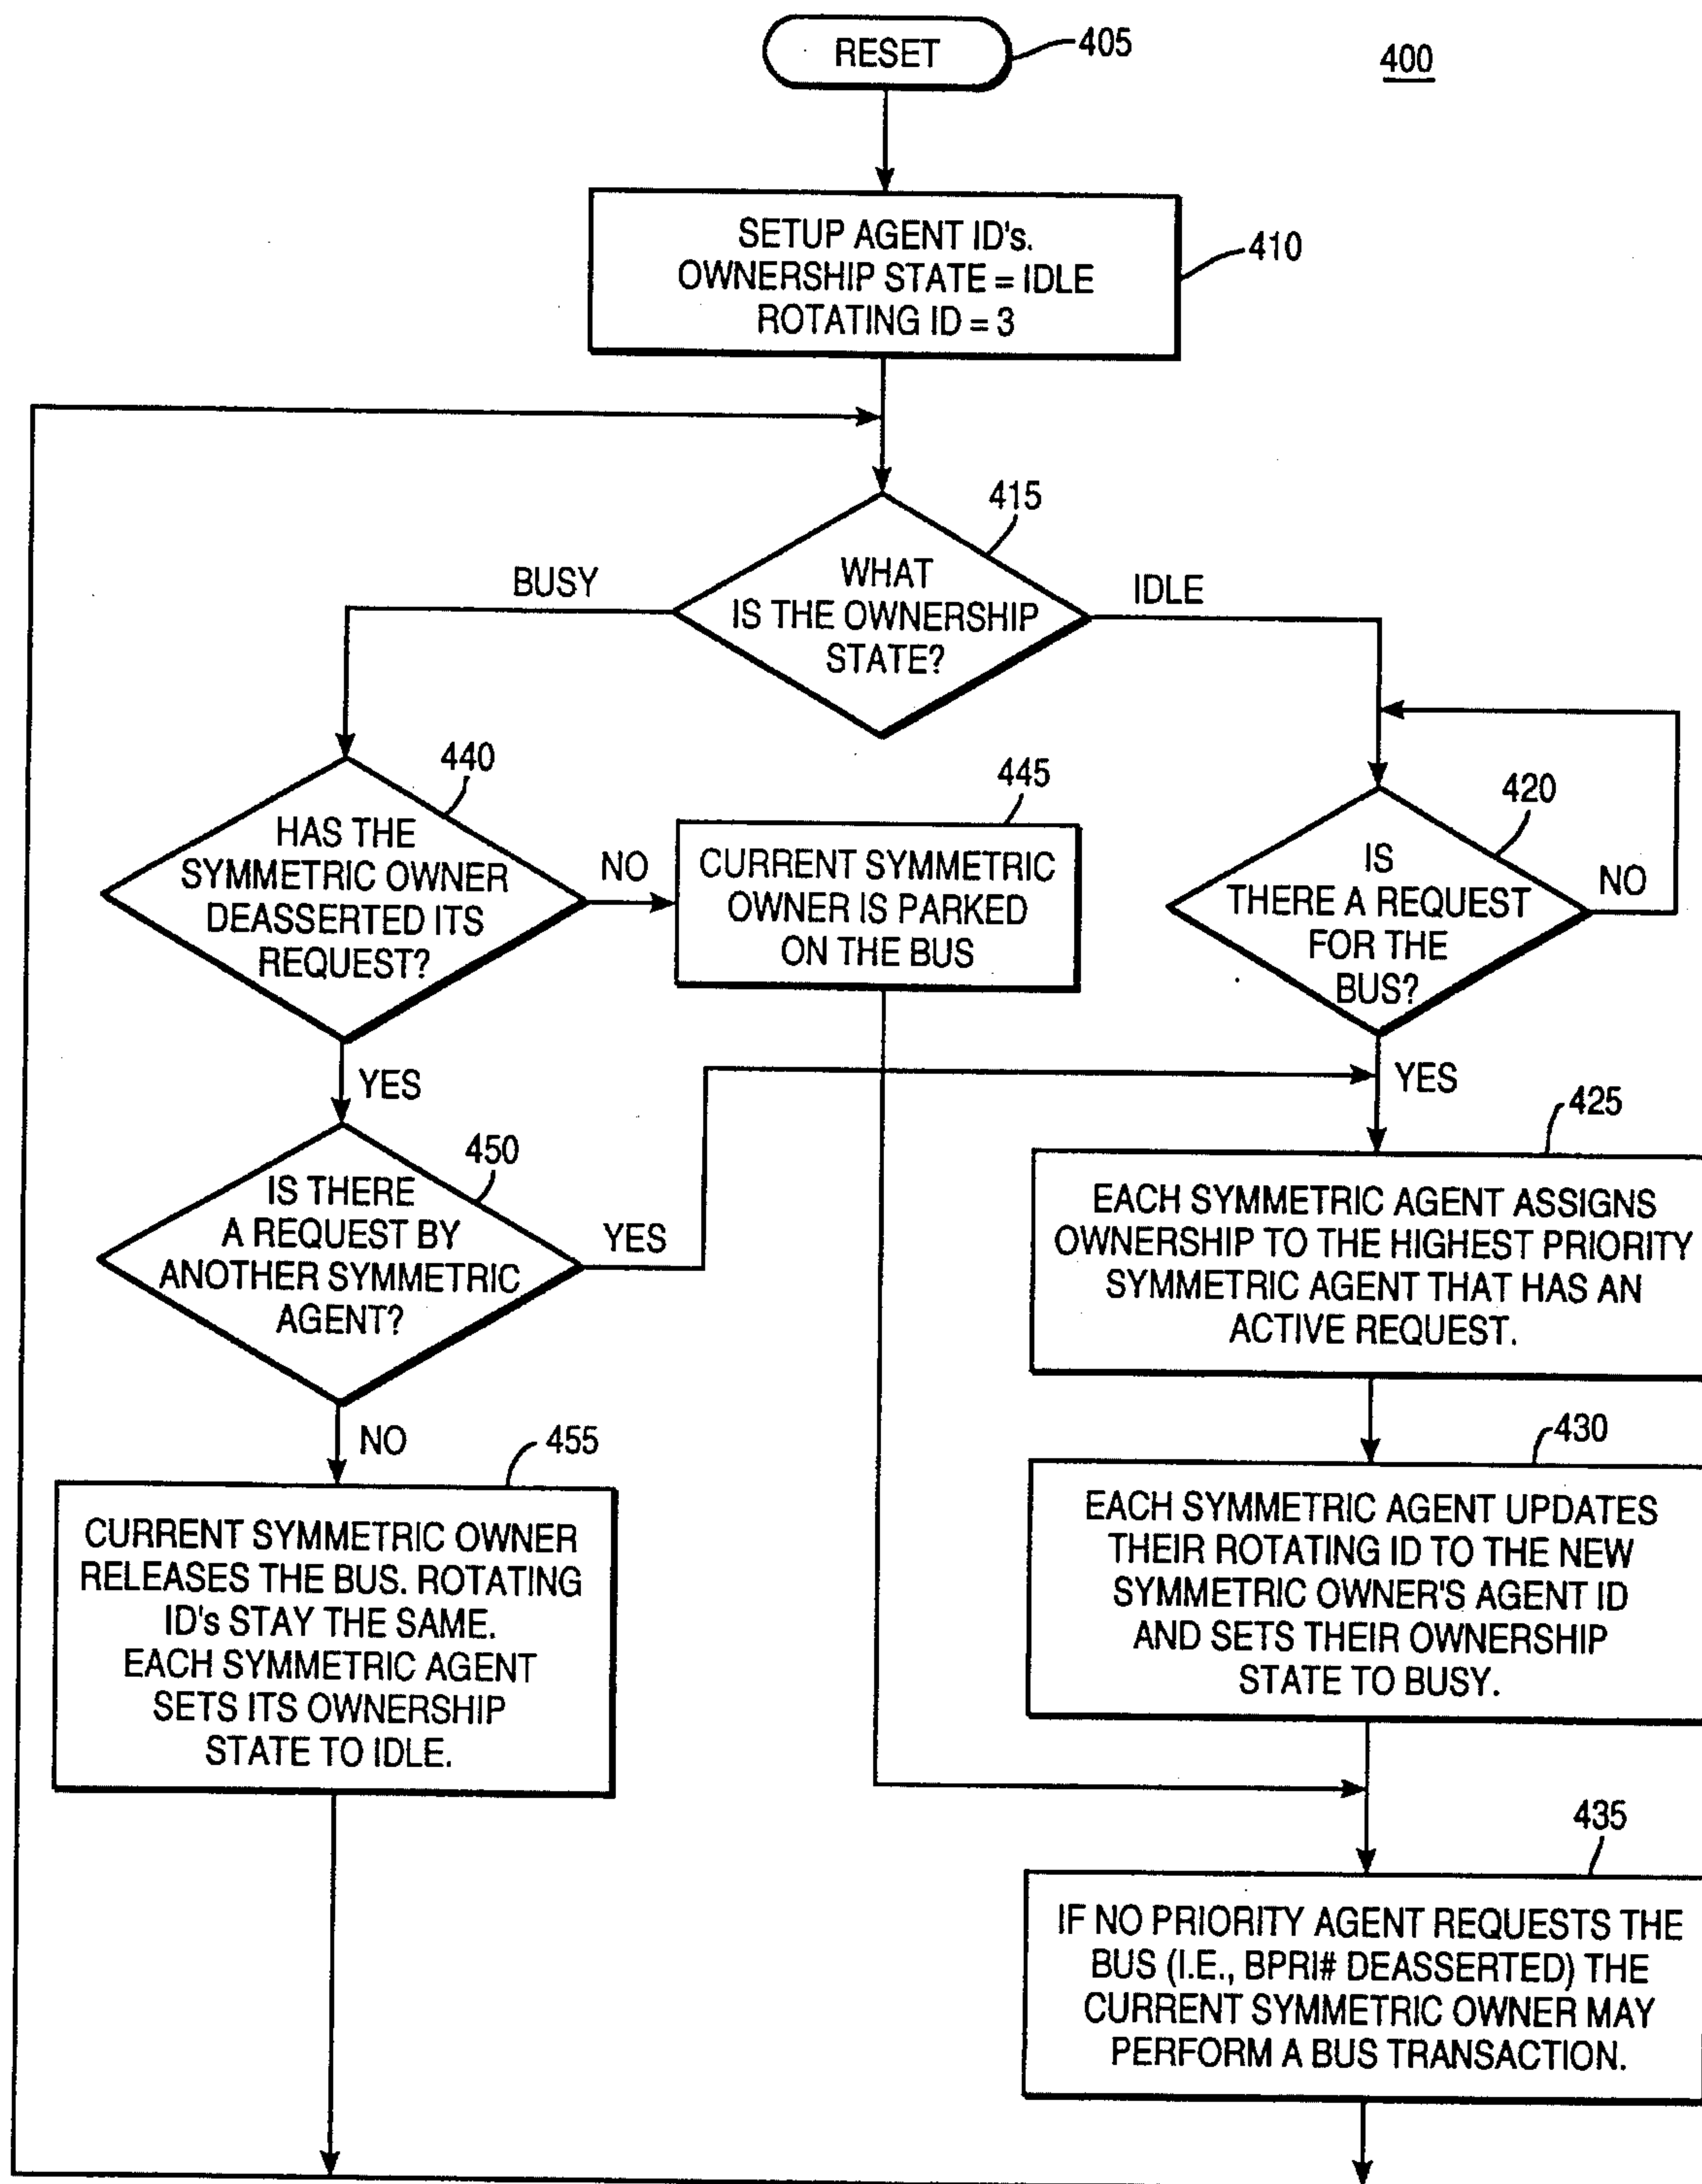 RESET
405
400
SETUP AGENT ID's.
OWNERSHIP STATE = IDLE
ROTATING ID = 3
410
415
WHAT
IS THE OWNERSHIP
STATE?
BUSY
IDLE
440
HAS THE
SYMMETRIC OWNER
DEASSERTED ITS
REQUEST?
NO
YES
445
CURRENT SYMMETRIC
OWNER IS PARKED
ON THE BUS
420
IS
THERE A REQUEST
FOR THE
BUS?
NO
YES
450
IS THERE
A REQUEST BY
ANOTHER SYMMETRIC
AGENT?
YES
NO
425
EACH SYMMETRIC AGENT ASSIGNS
OWNERSHIP TO THE HIGHEST PRIORITY
SYMMETRIC AGENT THAT HAS AN
ACTIVE REQUEST.
430
EACH SYMMETRIC AGENT UPDATES
THEIR ROTATING ID TO THE NEW
SYMMETRIC OWNER'S AGENT ID
AND SETS THEIR OWNERSHIP
STATE TO BUSY.
455
CURRENT SYMMETRIC OWNER
RELEASES THE BUS. ROTATING
ID's STAY THE SAME.
EACH SYMMETRIC AGENT
SETS ITS OWNERSHIP
STATE TO IDLE.
435
IF NO PRIORITY AGENT REQUESTS THE
BUS (I.E., BPRI# DEASSERTED) THE
CURRENT SYMMETRIC OWNER MAY
PERFORM A BUS TRANSACTION.